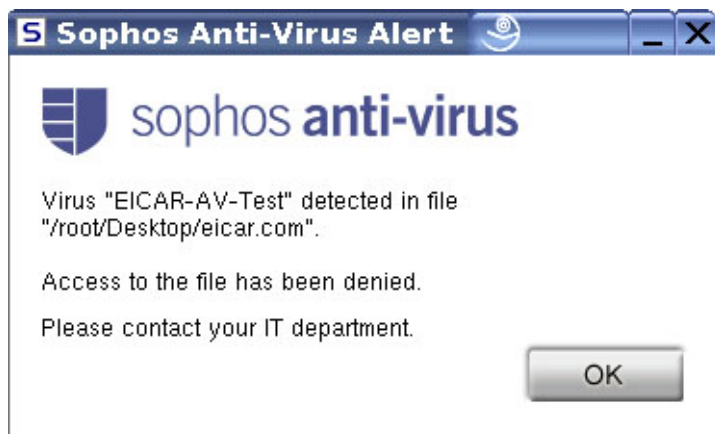 S Sophos Anti-Virus Alert
sophos anti-virus
Virus "EICAR-AV-Test" detected in file
"/root/Desktop/eicar.com".
Access to the file has been denied.
Please contact your IT department.
OK